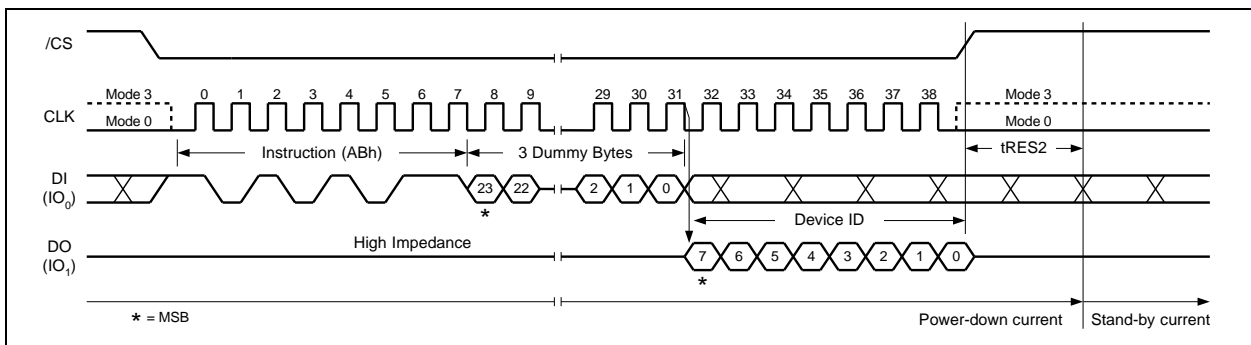 /CS
Mode 3 0 1 2 3 4 5 6 7 8 9 29 30 31 32 33 34 35 36 37 38 Mode 3
CLK
Mode 0 Mode 0
Instruction (ABh) 3 Dummy Bytes tRES2
DI
(IO0)
23 22 2 1 0
*
Device ID
High Impedance
DO
(IO1)
7 6 5 4 3 2 1 0
*
* = MSB
Power-down current Stand-by current